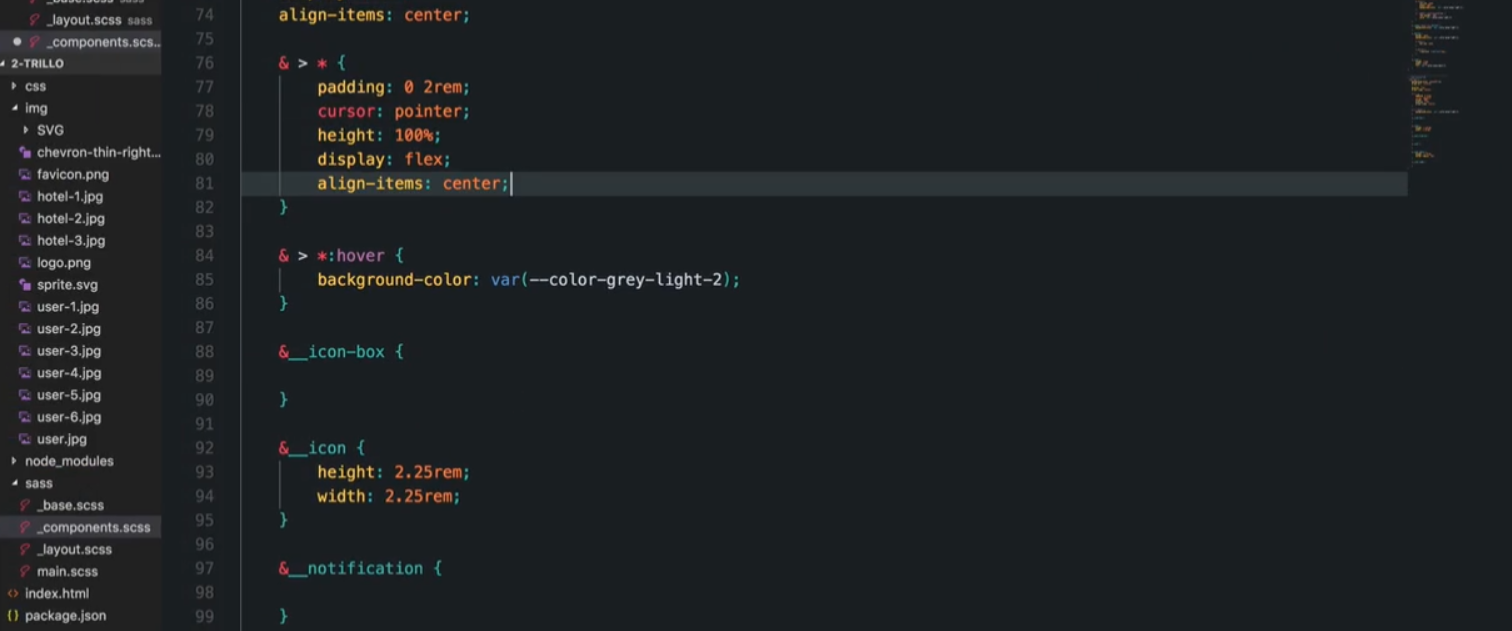 _base.scss sass
_layout.scss sass
_components.scs...
2-TRILLO
css
img
SVG
chevron-thin-right...
favicon.png
hotel-1.jpg
hotel-2.jpg
hotel-3.jpg
logo.png
sprite.svg
user-1.jpg
user-2.jpg
user-3.jpg
user-4.jpg
user-5.jpg
user-6.jpg
user.jpg
node_modules
sass
_base.scss
_components.scss
_layout.scss
main.scss
index.html
package.json
74 align-items: center;
75
76 & > * {
77 padding: 0 2rem;
78 cursor: pointer;
79 height: 100%;
80 display: flex;
81 align-items: center;
82 }
83
84 & > *:hover {
85 background-color: var(--color-grey-light-2);
86 }
87
88 &__icon-box {
89
90 }
91
92 &__icon {
93 height: 2.25rem;
94 width: 2.25rem;
95 }
96
97 &__notification {
98
99 }